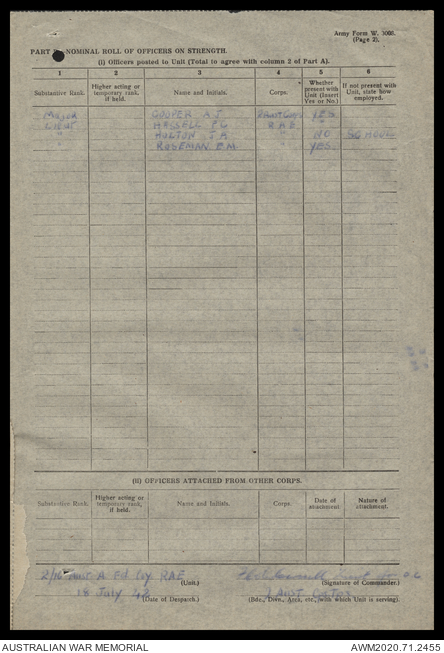 Army Form W. 3008.
(Page 2).
PART NOMINAL ROLL OF OFFICERS ON STRENGTH.
(i) Officers posted to Unit (Total to agree with column 2 of Part A).
1 2 3 4 5 6
Substantive Rank. Higher acting or temporary rank, if held. Name and Initials. Corps. Whether present with Unit (Insert Yes or No.) If not present with Unit, state how employed.
Major COOPER A J YES
Lieut HESSELL P G R A E "
" HOLTON J A " NO SCHOOL
" ROSEMAN E M " YES
(ii) OFFICERS ATTACHED FROM OTHER CORPS.
Substantive Rank. Higher acting or temporary rank, if held. Name and Initials. Corps. Date of attachment Nature of attachment.
A Fd Coy RAE (Unit.) O.C (Signature of Commander.)
18 July 42 (Date of Despatch.) 1 Aust (Bde., Divn., Area, etc., with which Unit is serving).
AUSTRALIAN WAR MEMORIAL AWM2020.71.2455